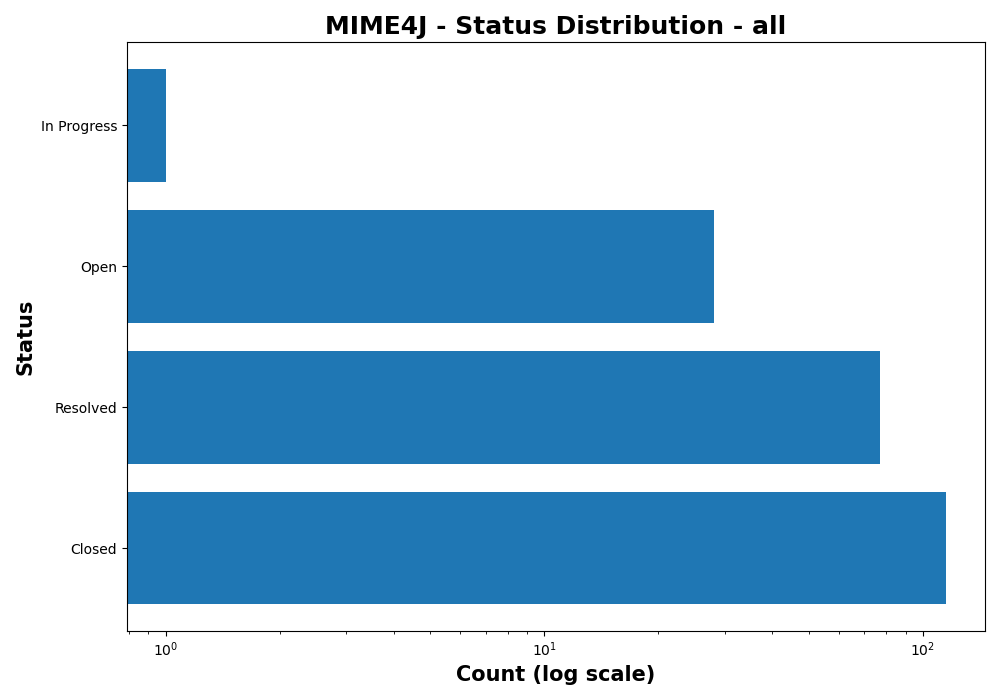 MIME4J - Status Distribution - all
In Progress
Open
Resolved
Closed
Status
10⁰
10¹
10²
Count (log scale)